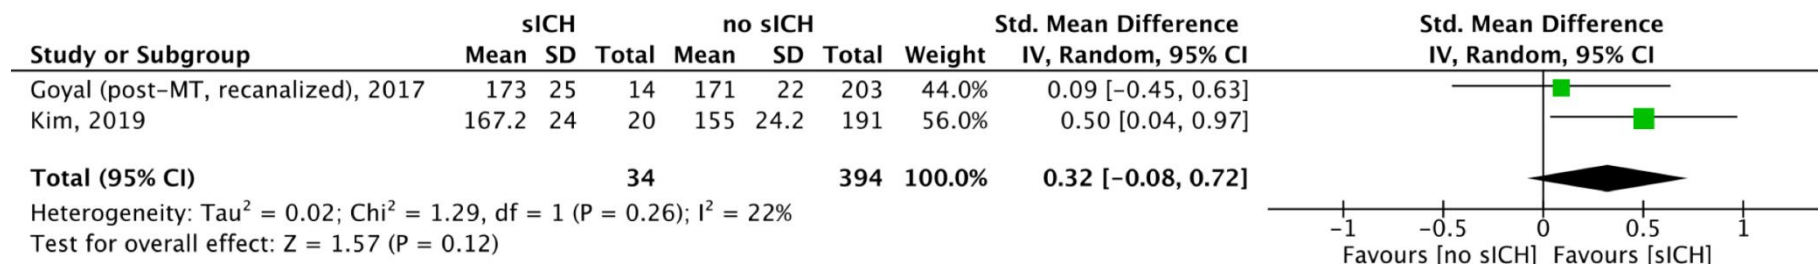 sICH no sICH Std. Mean Difference Std. Mean Difference
Study or Subgroup Mean SD Total Mean SD Total Weight IV, Random, 95% CI IV, Random, 95% CI
Goyal (post-MT, recanalized), 2017 173 25 14 171 22 203 44.0% 0.09 [-0.45, 0.63]
Kim, 2019 167.2 24 20 155 24.2 191 56.0% 0.50 [0.04, 0.97]
Total (95% CI) 34 394 100.0% 0.32 [-0.08, 0.72]
Heterogeneity: Tau² = 0.02; Chi² = 1.29, df = 1 (P = 0.26); I² = 22%
Test for overall effect: Z = 1.57 (P = 0.12)
-1 -0.5 0 0.5 1
Favours [no sICH] Favours [sICH]